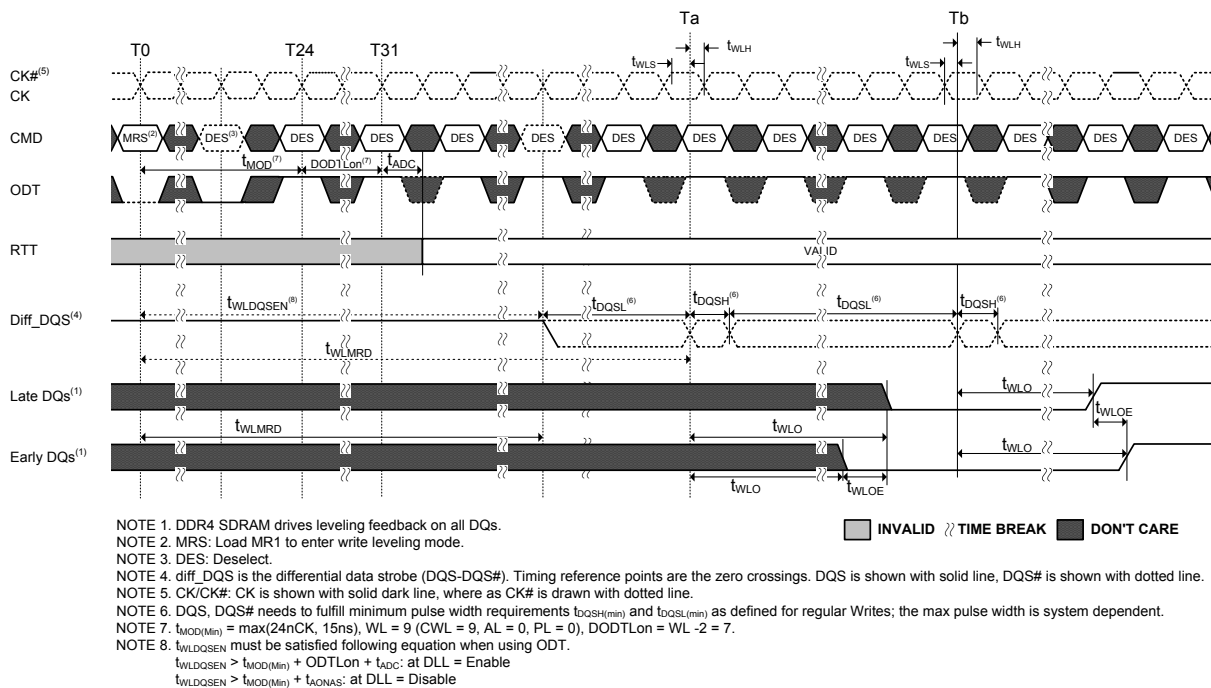 Ta Tb
T0 T24 T31 tWLH tWLH
tWLS tWLS
CK#(5)
CK
CMD MRS(2) DES(3) DES DES DES DES DES DES DES DES DES DES DES DES
tMOD(7) DOD1Lon(7) tADC
ODT
RTT VALID
tWLDQSEN(8) tDQSL(6) tDQSH(6) tDQSL(6) tDQSH(6)
Diff_DQS(4)
tWLMRD
tWLO
Late DQs(1)
tWLOE
tWLMRD tWLO
Early DQs(1) tWLO
tWLO tWLOE
NOTE 1. DDR4 SDRAM drives leveling feedback on all DQs.
INVALID TIME BREAK DON'T CARE
NOTE 2. MRS: Load MR1 to enter write leveling mode.
NOTE 3. DES: Deselect.
NOTE 4. diff_DQS is the differential data strobe (DQS-DQS#). Timing reference points are the zero crossings. DQS is shown with solid line, DQS# is shown with dotted line.
NOTE 5. CK/CK#: CK is shown with solid dark line, where as CK# is drawn with dotted line.
NOTE 6. DQS, DQS# needs to fulfill minimum pulse width requirements tDQSH(min) and tDQSL(min) as defined for regular Writes; the max pulse width is system dependent.
NOTE 7. tMOD(Min) = max(24nCK, 15ns), WL = 9 (CWL = 9, AL = 0, PL = 0), DODTLon = WL -2 = 7.
NOTE 8. tWLDQSEN must be satisfied following equation when using ODT.
tWLDQSEN > tMOD(Min) + ODTLon + tADC: at DLL = Enable
tWLDQSEN > tMOD(Min) + tAONAS: at DLL = Disable